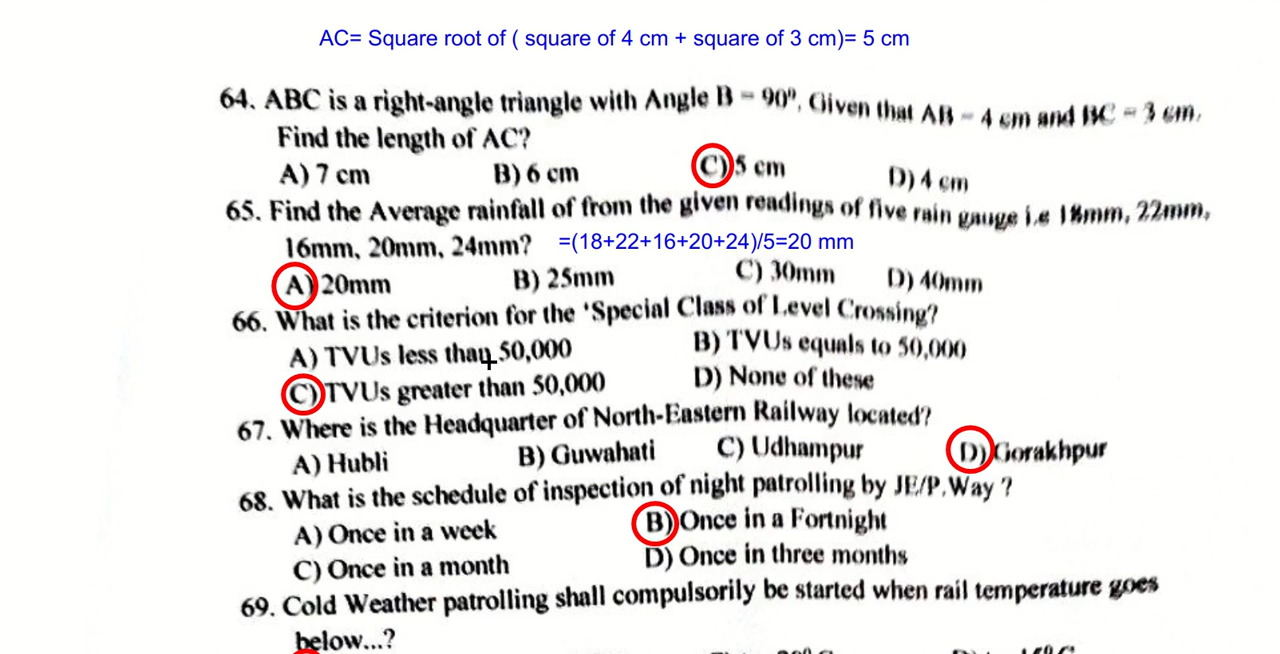 AC= Square root of ( square of 4 cm + square of 3 cm)= 5 cm
64. ABC is a right-angle triangle with Angle B = 90⁰. Given that AB = 4 cm and BC = 3 cm.
Find the length of AC?
A) 7 cm B) 6 cm C) 5 cm D) 4 cm
65. Find the Average rainfall of from the given readings of five rain gauge i.e 18mm, 22mm,
16mm, 20mm, 24mm? =(18+22+16+20+24)/5=20 mm
A) 20mm B) 25mm C) 30mm D) 40mm
66. What is the criterion for the ‘Special Class of Level Crossing?
A) TVUs less than 50,000 B) TVUs equals to 50,000
C) TVUs greater than 50,000 D) None of these
67. Where is the Headquarter of North-Eastern Railway located?
A) Hubli B) Guwahati C) Udhampur D) Gorakhpur
68. What is the schedule of inspection of night patrolling by JE/P.Way ?
A) Once in a week B) Once in a Fortnight
C) Once in a month D) Once in three months
69. Cold Weather patrolling shall compulsorily be started when rail temperature goes
below...?